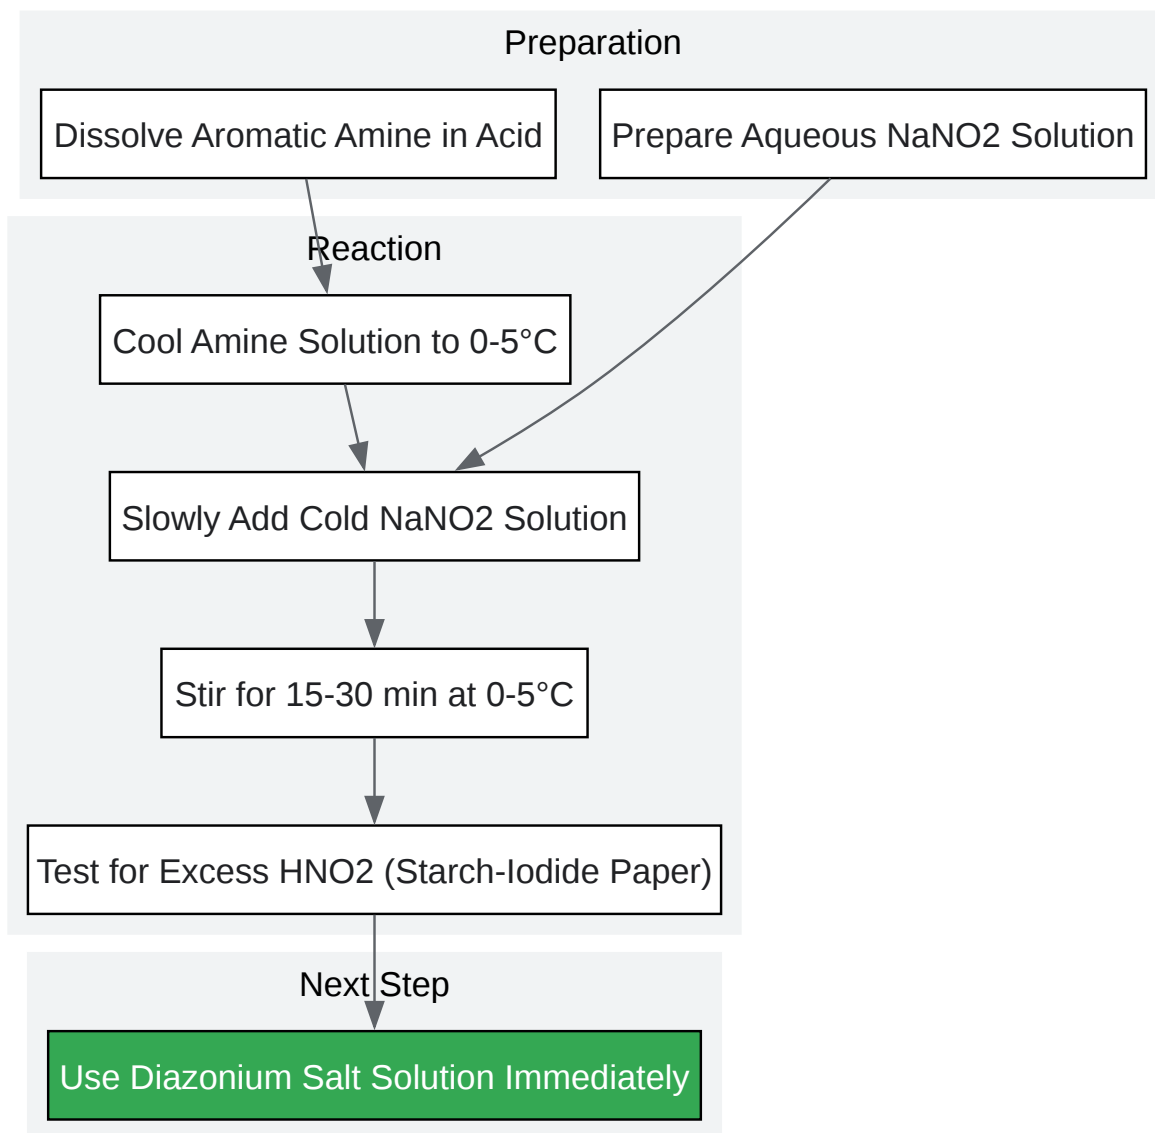 Preparation
Dissolve Aromatic Amine in Acid
Prepare Aqueous NaNO2 Solution
Reaction
Cool Amine Solution to 0-5°C
Slowly Add Cold NaNO2 Solution
Stir for 15-30 min at 0-5°C
Test for Excess HNO2 (Starch-Iodide Paper)
Next Step
Use Diazonium Salt Solution Immediately